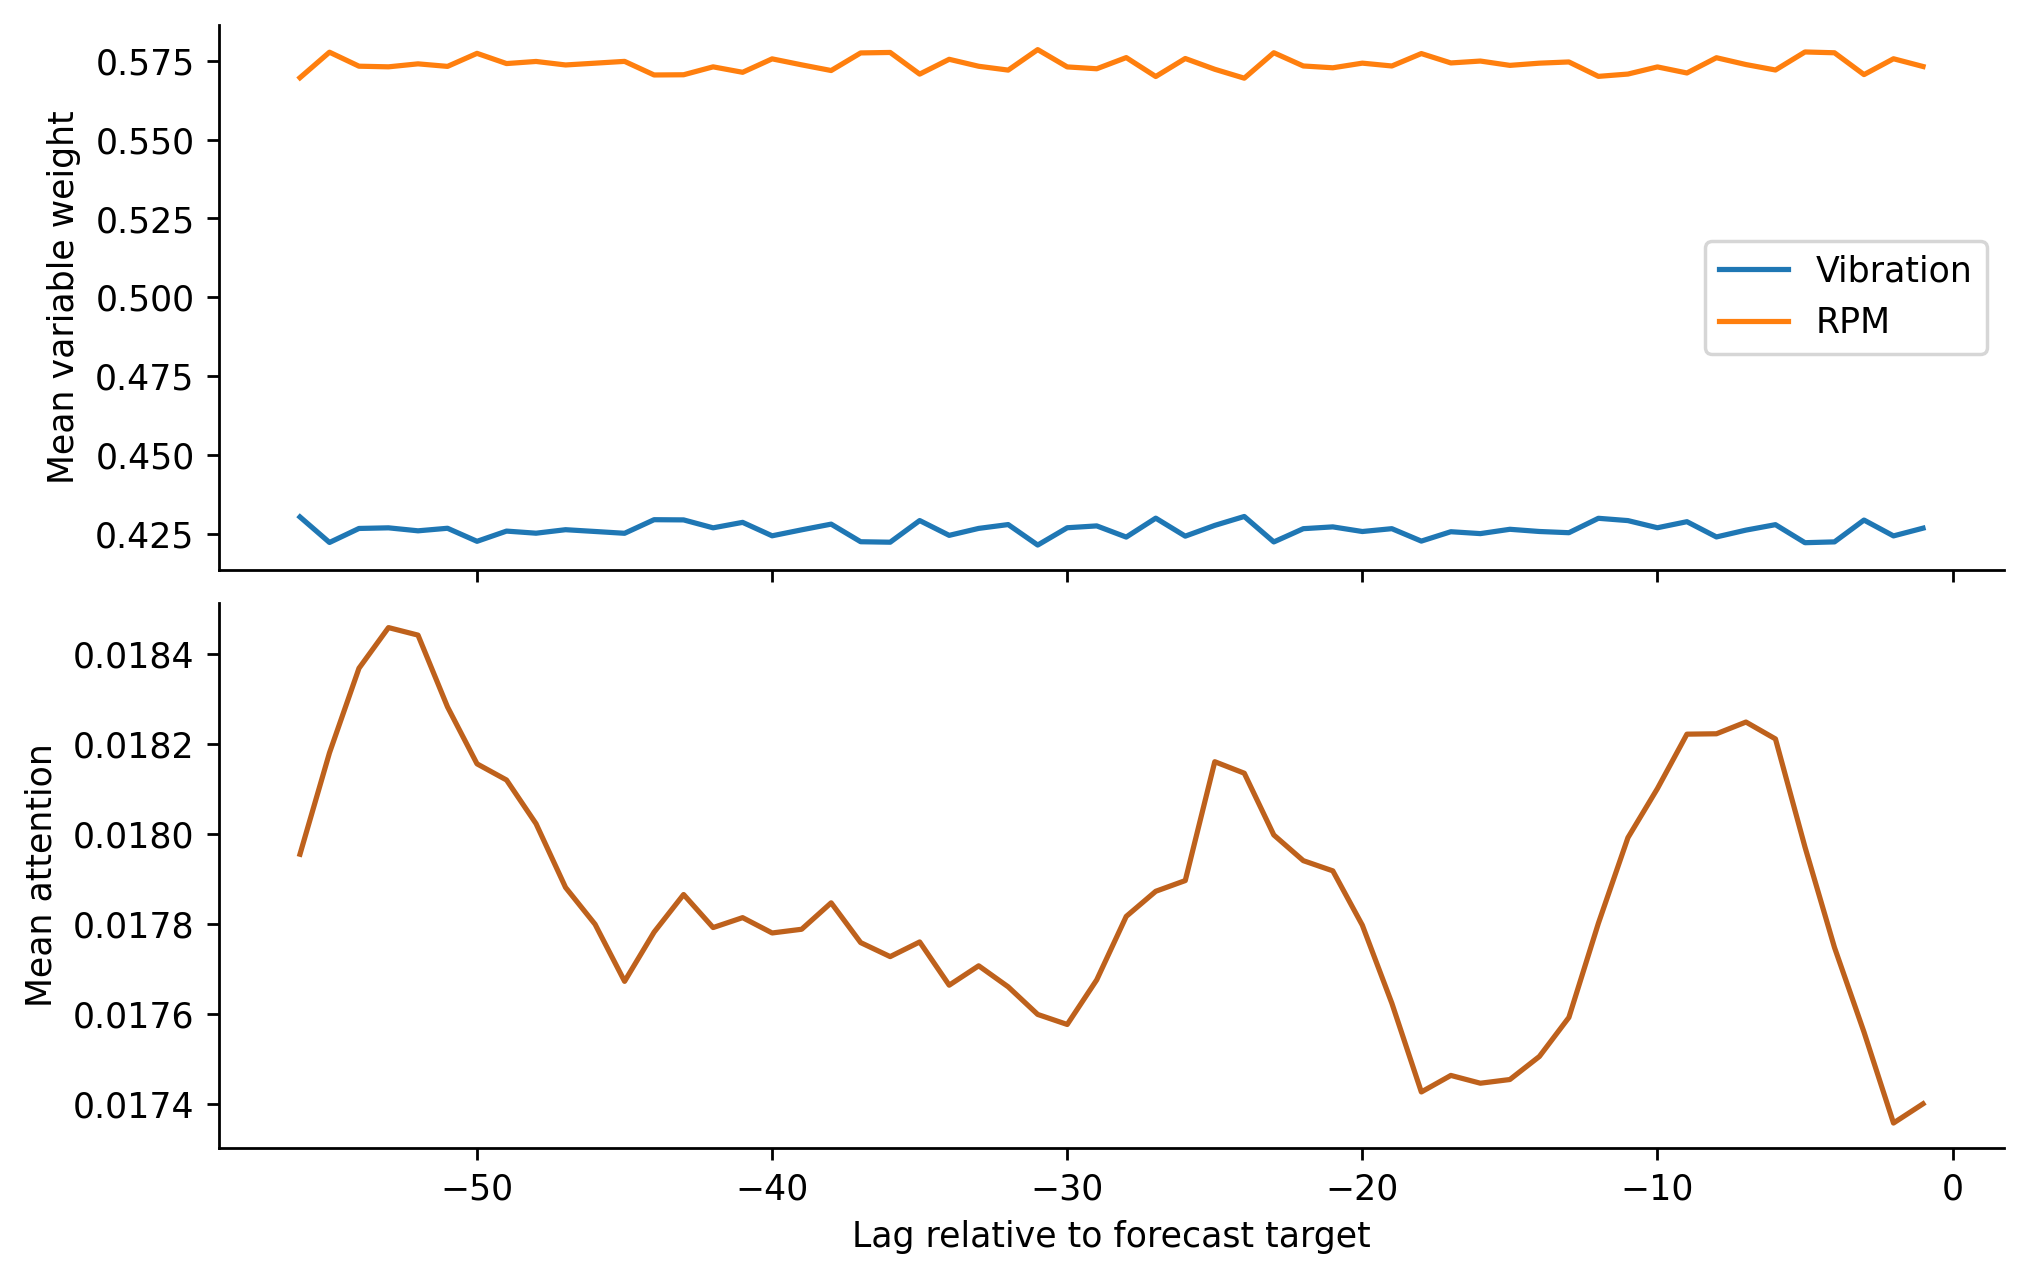 Mean variable weight
0.575
0.550
0.525
0.500
0.475
0.450
0.425
Vibration
RPM
Mean attention
0.0184
0.0182
0.0180
0.0178
0.0176
0.0174
−50 −40 −30 −20 −10 0
Lag relative to forecast target